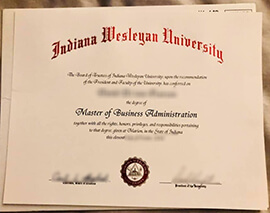 Indiana Wesleyan University
The Board of Trustees of Indiana Wesleyan University upon the recommendation
of the President and Faculty of the University has conferred on
the degree of
Master of Business Administration
together with all the rights, honors, privileges, and responsibilities pertaining
to that degree given at Marion, in the State of Indiana
this